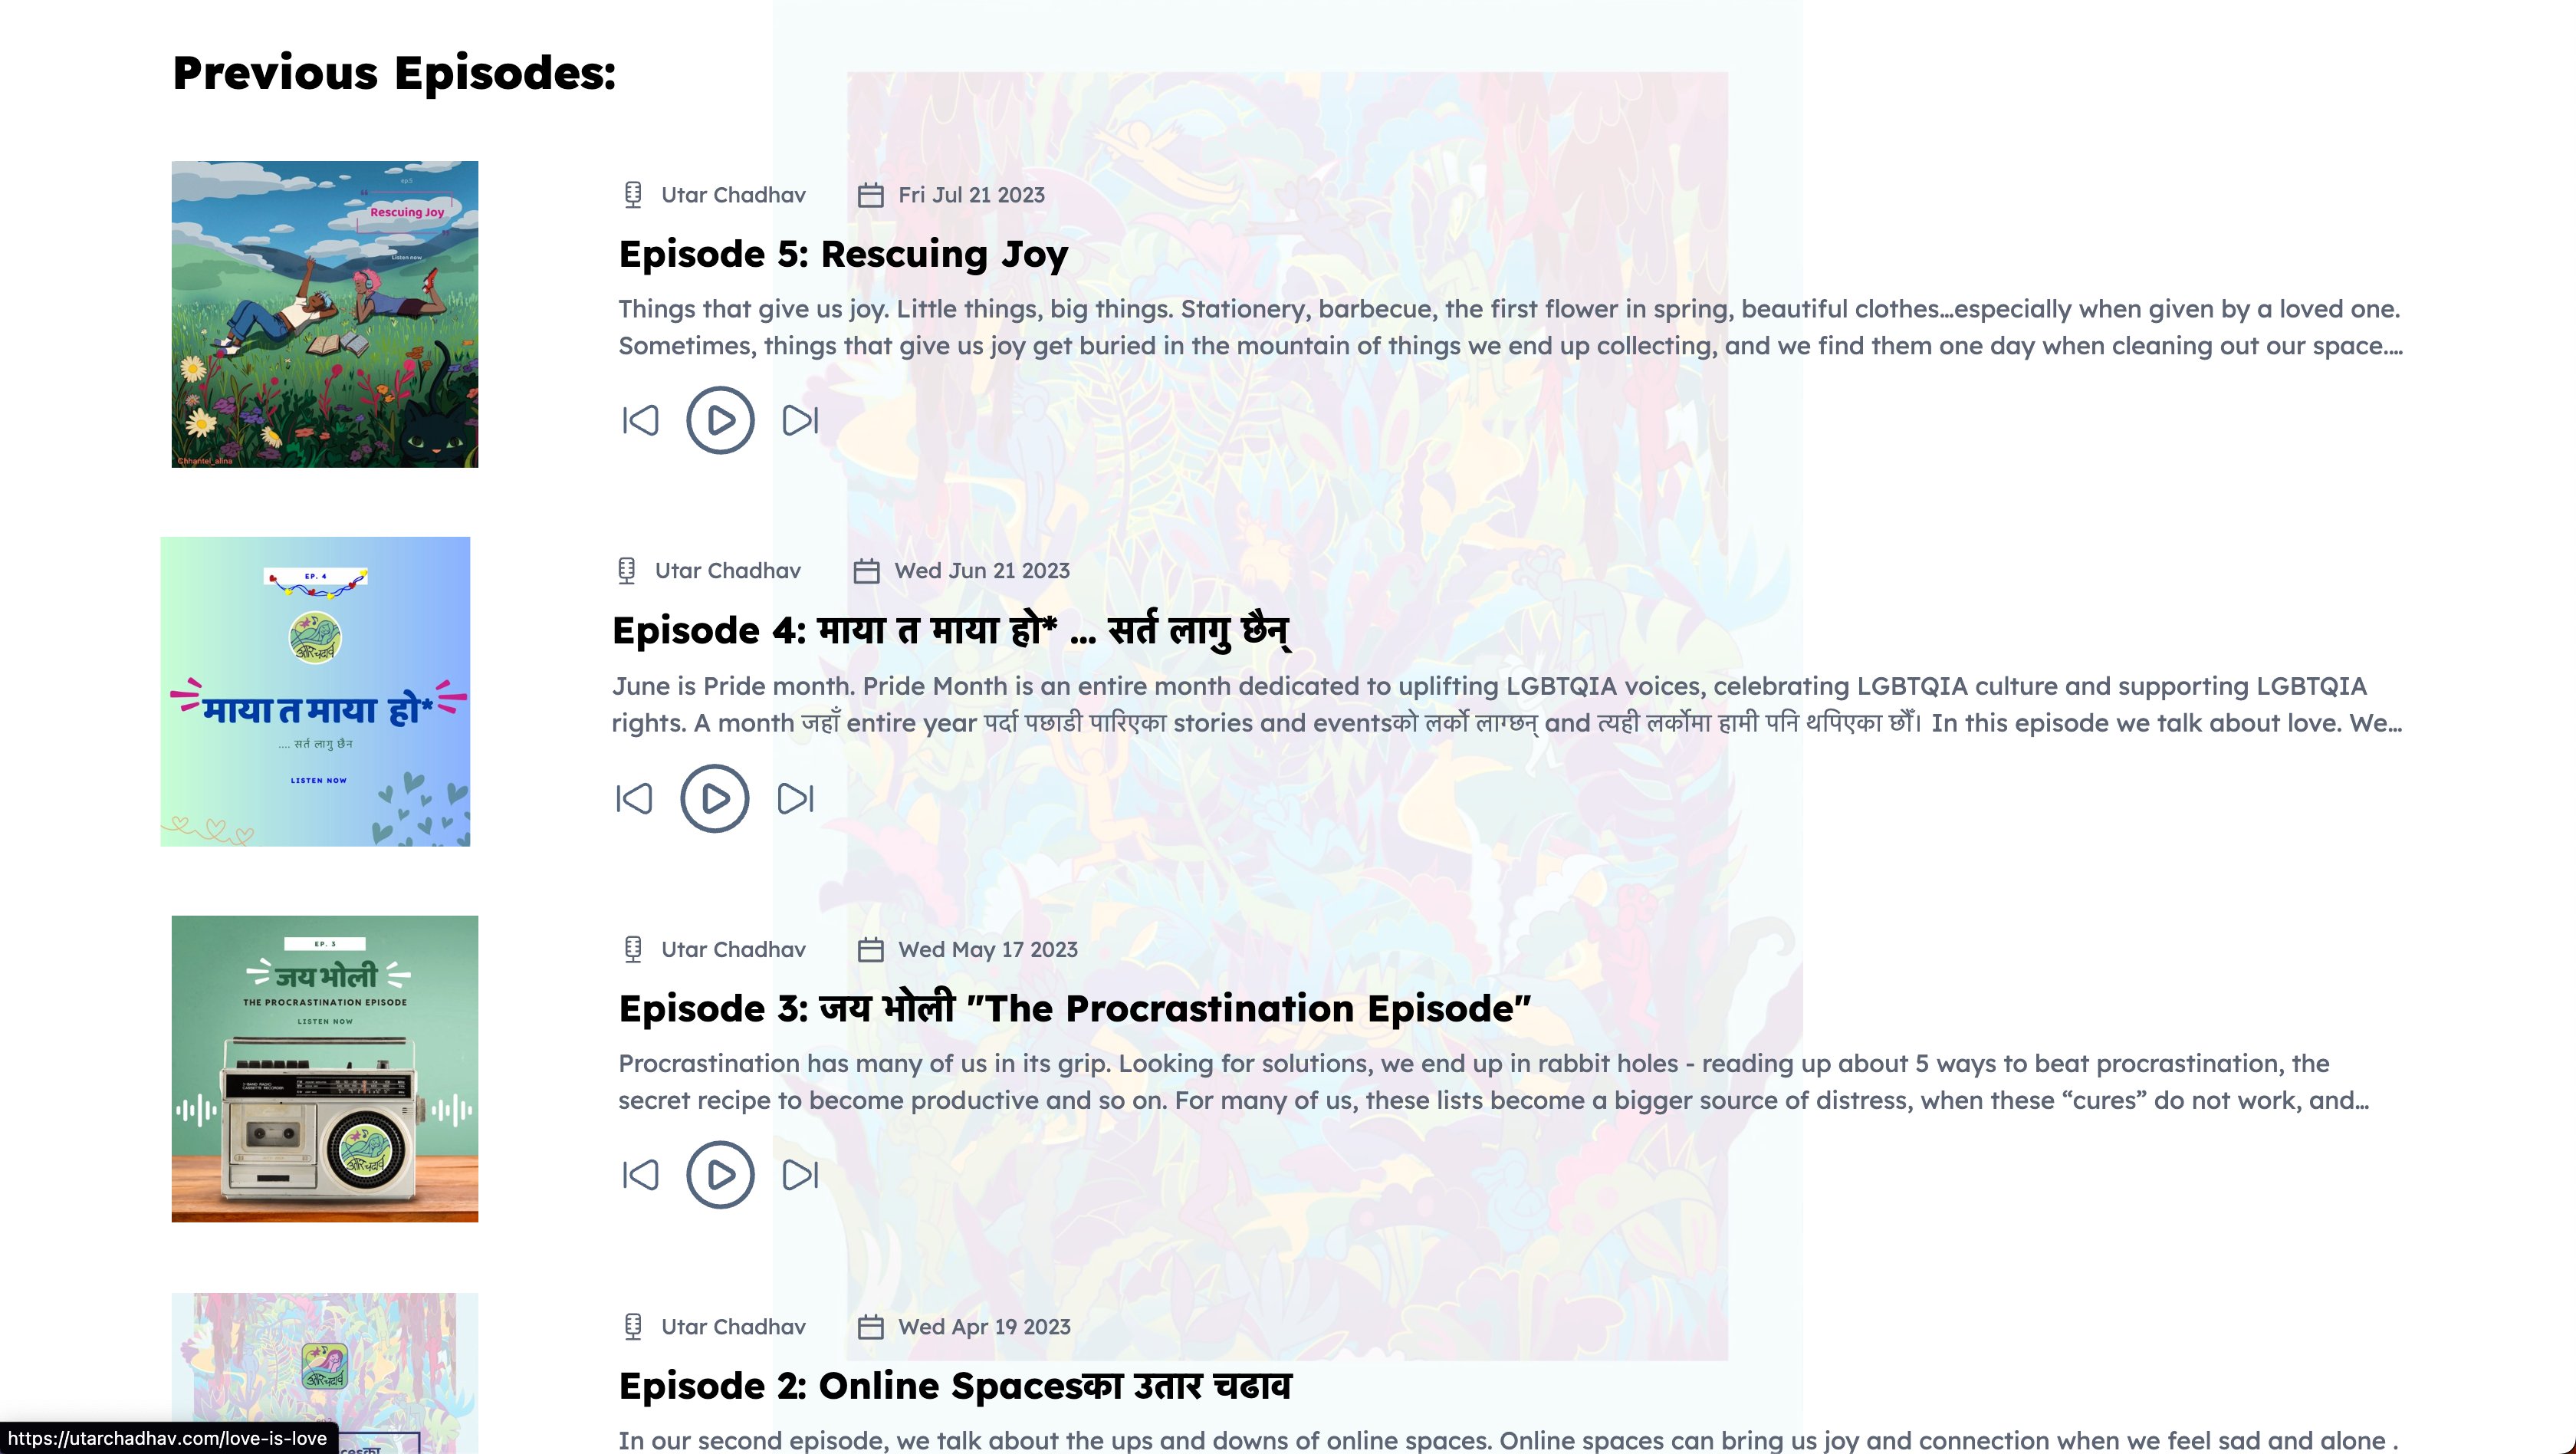 Previous Episodes:
ep.5
Rescuing Joy
Listen now
Chhantel_alina
Utar Chadhav Fri Jul 21 2023
Episode 5: Rescuing Joy
Things that give us joy. Little things, big things. Stationery, barbecue, the first flower in spring, beautiful clothes...especially when given by a loved one.
Sometimes, things that give us joy get buried in the mountain of things we end up collecting, and we find them one day when cleaning out our space....
EP. 4
उतार चढाव
माया त माया हो*
.... सर्त लागु छैन
LISTEN NOW
Utar Chadhav Wed Jun 21 2023
Episode 4: माया त माया हो* ... सर्त लागु छैन्
June is Pride month. Pride Month is an entire month dedicated to uplifting LGBTQIA voices, celebrating LGBTQIA culture and supporting LGBTQIA
rights. A month जहाँ entire year पर्दा पछाडी पारिएका stories and eventsको लर्को लाग्छन् and त्यही लर्कोमा हामी पनि थपिएका छौँ। In this episode we talk about love. We...
EP. 3
जय भोली
THE PROCRASTINATION EPISODE
LISTEN NOW
उतार चढाव
Utar Chadhav Wed May 17 2023
Episode 3: जय भोली "The Procrastination Episode"
Procrastination has many of us in its grip. Looking for solutions, we end up in rabbit holes - reading up about 5 ways to beat procrastination, the
secret recipe to become productive and so on. For many of us, these lists become a bigger source of distress, when these “cures” do not work, and...
उतार चढाव
Utar Chadhav Wed Apr 19 2023
Episode 2: Online Spacesका उतार चढाव
In our second episode, we talk about the ups and downs of online spaces. Online spaces can bring us joy and connection when we feel sad and alone .
https://utarchadhav.com/love-is-love